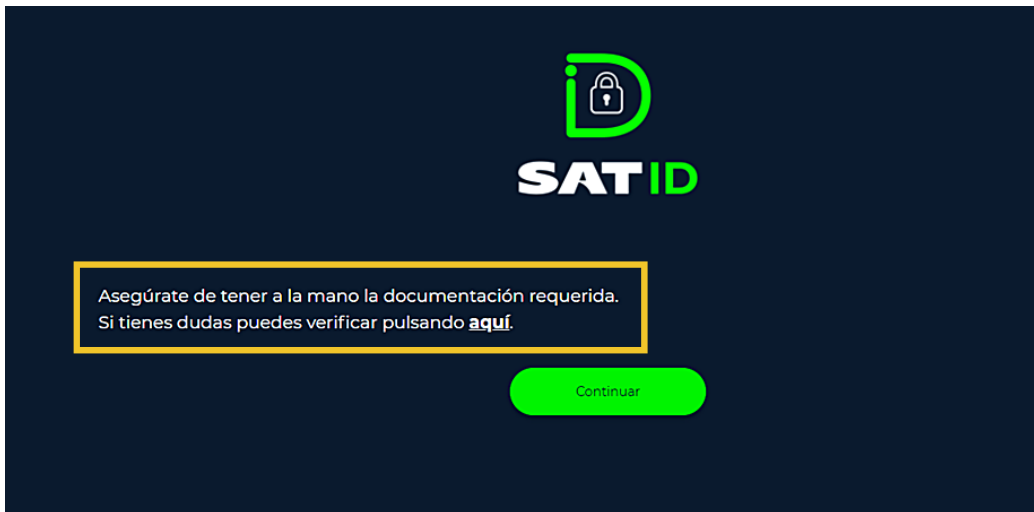 SAT ID
Asegúrate de tener a la mano la documentación requerida.
Si tienes dudas puedes verificar pulsando aquí.
Continuar